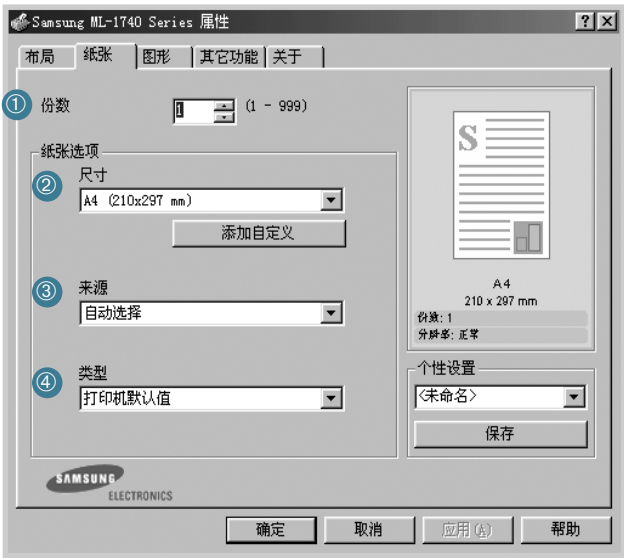 Samsung ML-1740 Series 属性
布局 纸张 图形 其它功能 关于
① 份数 1 (1 - 999)
纸张选项
② 尺寸
A4 (210x297 mm)
添加自定义
③ 来源
自动选择
④ 类型
打印机默认值
S
A4
210 x 297 mm
份数: 1
分辨率: 正常
个性设置
<未命名>
保存
SAMSUNG
ELECTRONICS
确定 取消 应用(A) 帮助